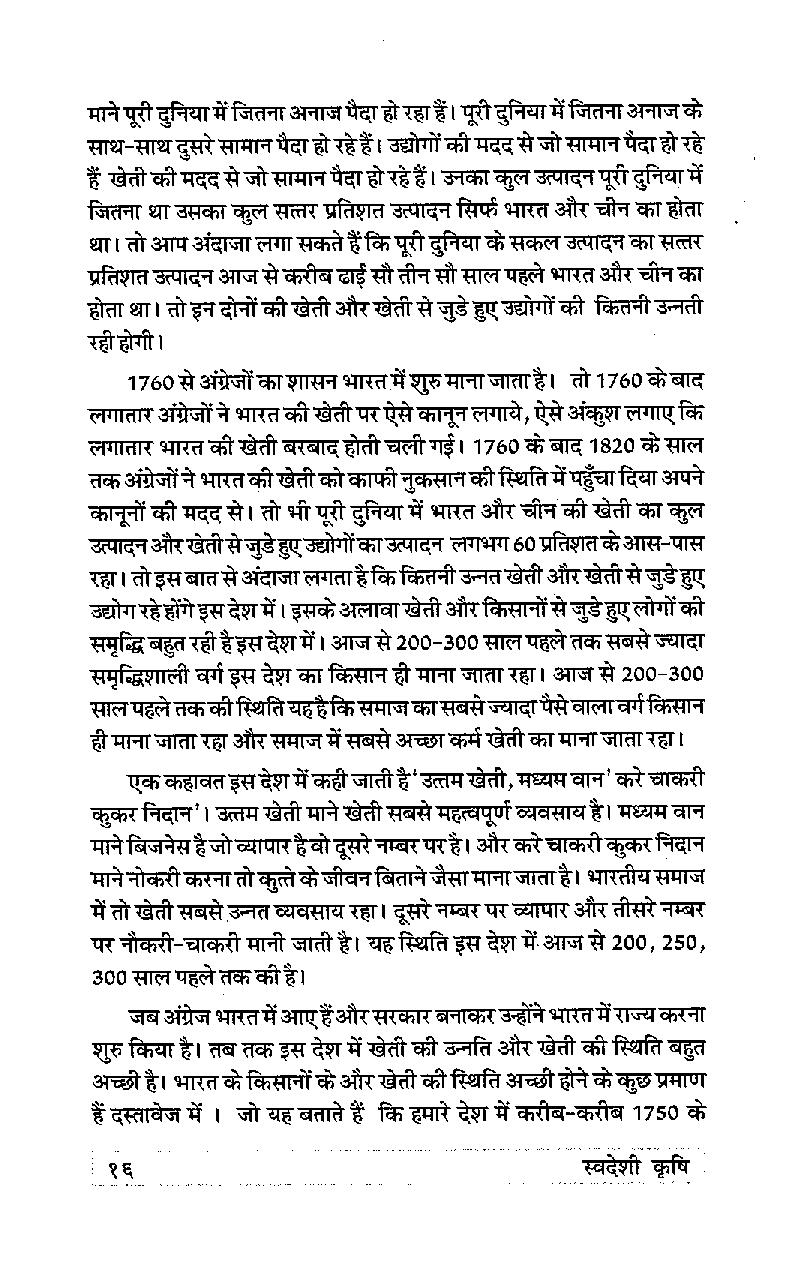 माने पूरी दुनिया में जितना अनाज पैदा हो रहा हैं। पूरी दुनिया में जितना अनाज के
साथ-साथ दुसरे सामान पैदा हो रहे हैं। उद्योगों की मदद से जो सामान पैदा हो रहे
हैं खेती की मदद से जो सामान पैदा हो रहे हैं। उनका कुल उत्पादन पूरी दुनिया में
जितना था उसका कुल सत्तर प्रतिशत उत्पादन सिर्फ भारत और चीन का होता
था। तो आप अंदाजा लगा सकते हैं कि पूरी दुनिया के सकल उत्पादन का सत्तर
प्रतिशत उत्पादन आज से करीब ढाई सौ तीन सौ साल पहले भारत और चीन का
होता था। तो इन दोनों की खेती और खेती से जुडे हुए उद्योगों की कितनी उन्नती
रही होगी।
1760 से अंग्रेजों का शासन भारत में शुरु माना जाता है। तो 1760 के बाद
लगातार अंग्रेजों ने भारत की खेती पर ऐसे कानून लगाये, ऐसे अंकुश लगाए कि
लगातार भारत की खेती बरबाद होती चली गई। 1760 के बाद 1820 के साल
तक अंग्रेजों ने भारत की खेती को काफी नुकसान की स्थिति में पहुँचा दिया अपने
कानूनों की मदद से। तो भी पूरी दुनिया में भारत और चीन की खेती का कुल
उत्पादन और खेती से जुडे हुए उद्योगों का उत्पादन लगभग 60 प्रतिशत के आस-पास
रहा। तो इस बात से अंदाजा लगता है कि कितनी उन्नत खेती और खेती से जुडे हुए
उद्योग रहे होंगे इस देश में। इसके अलावा खेती और किसानों से जुडे हुए लोगों की
समृद्धि बहुत रही है इस देश में। आज से 200-300 साल पहले तक सबसे ज्यादा
समृद्धिशाली वर्ग इस देश का किसान ही माना जाता रहा। आज से 200-300
साल पहले तक की स्थिति यह है कि समाज का सबसे ज्यादा पैसे वाला वर्ग किसान
ही माना जाता रहा और समाज में सबसे अच्छा कर्म खेती का माना जाता रहा।
एक कहावत इस देश में कही जाती है ‘उत्तम खेती, मध्यम वान’ करे चाकरी
कुकर निदान’। उत्तम खेती माने खेती सबसे महत्वपूर्ण व्यवसाय है। मध्यम वान
माने बिजनेस है जो व्यापार है वो दूसरे नम्बर पर है। और करे चाकरी कुकर निदान
माने नोकरी करना तो कुत्ते के जीवन बिताने जैसा माना जाता है। भारतीय समाज
में तो खेती सबसे उन्नत व्यवसाय रहा। दूसरे नम्बर पर व्यापार और तीसरे नम्बर
पर नौकरी-चाकरी मानी जाती है। यह स्थिति इस देश में आज से 200, 250,
300 साल पहले तक की है।
जब अंग्रेज भारत में आए हैं और सरकार बनाकर उन्होंने भारत में राज्य करना
शुरु किया है। तब तक इस देश में खेती की उन्नति और खेती की स्थिति बहुत
अच्छी है। भारत के किसानों के और खेती की स्थिति अच्छी होने के कुछ प्रमाण
हैं दस्तावेज में । जो यह बताते हैं कि हमारे देश में करीब-करीब 1750 के
१६ स्वदेशी कृषि